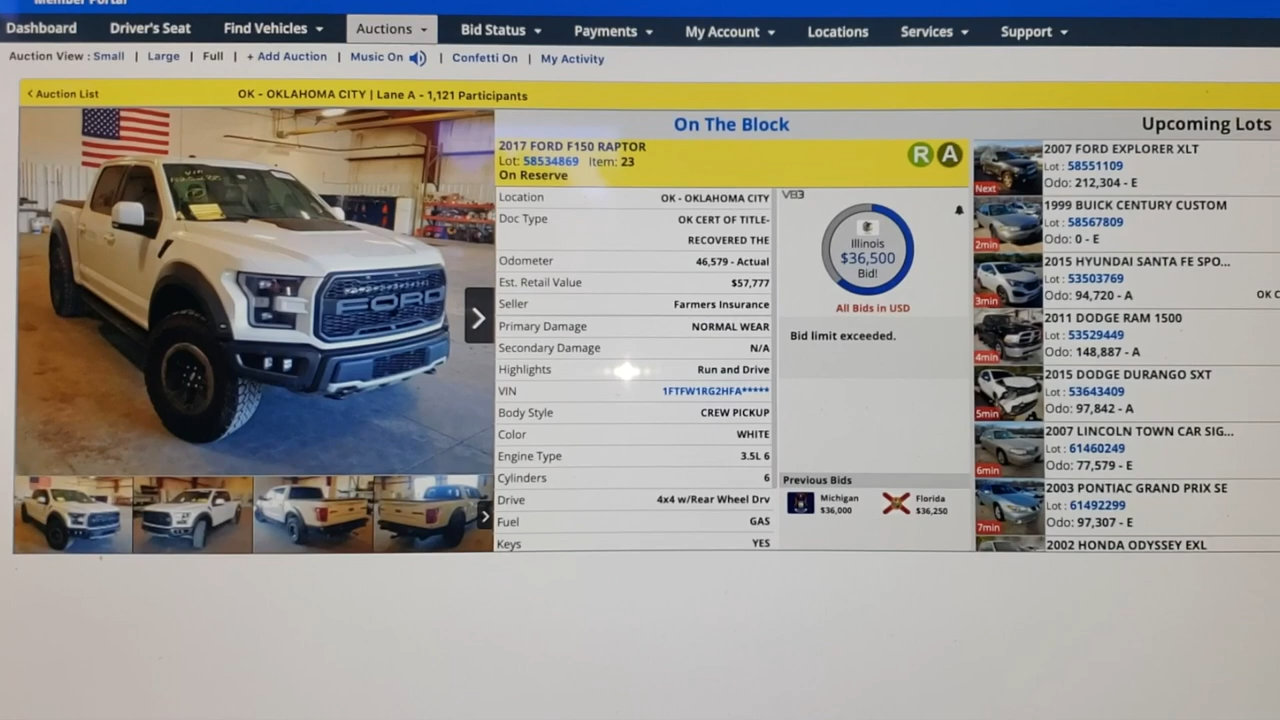 Member Portal
Dashboard Driver's Seat Find Vehicles Auctions Bid Status Payments My Account Locations Services Support
Auction View : Small | Large | Full | + Add Auction | Music On | Confetti On | My Activity
< Auction List OK - OKLAHOMA CITY | Lane A - 1,121 Participants
FORD
On The Block
2017 FORD F150 RAPTOR
Lot: 58534869 Item: 23
On Reserve
R A
Location OK - OKLAHOMA CITY
Doc Type OK CERT OF TITLE-
RECOVERED THE
Odometer 46,579 - Actual
Est. Retail Value $57,777
Seller Farmers Insurance
Primary Damage NORMAL WEAR
Secondary Damage N/A
Highlights Run and Drive
VIN 1FTFW1RG2HFA*****
Body Style CREW PICKUP
Color WHITE
Engine Type 3.5L 6
Cylinders 6
Drive 4x4 w/Rear Wheel Drv
Fuel GAS
Keys YES
VB3
Illinois
$36,500
Bid!
All Bids in USD
Bid limit exceeded.
Previous Bids
Michigan
$36,000
Florida
$36,250
Upcoming Lots
2007 FORD EXPLORER XLT
Lot : 58551109
Odo: 212,304 - E
Next
1999 BUICK CENTURY CUSTOM
Lot : 58567809
Odo: 0 - E
2min
2015 HYUNDAI SANTA FE SPO...
Lot : 53503769
Odo: 94,720 - A
OK C
3min
2011 DODGE RAM 1500
Lot : 53529449
Odo: 148,887 - A
4min
2015 DODGE DURANGO SXT
Lot : 53643409
Odo: 97,842 - A
5min
2007 LINCOLN TOWN CAR SIG...
Lot : 61460249
Odo: 77,579 - E
6min
2003 PONTIAC GRAND PRIX SE
Lot : 61492299
Odo: 97,307 - E
7min
2002 HONDA ODYSSEY EXL